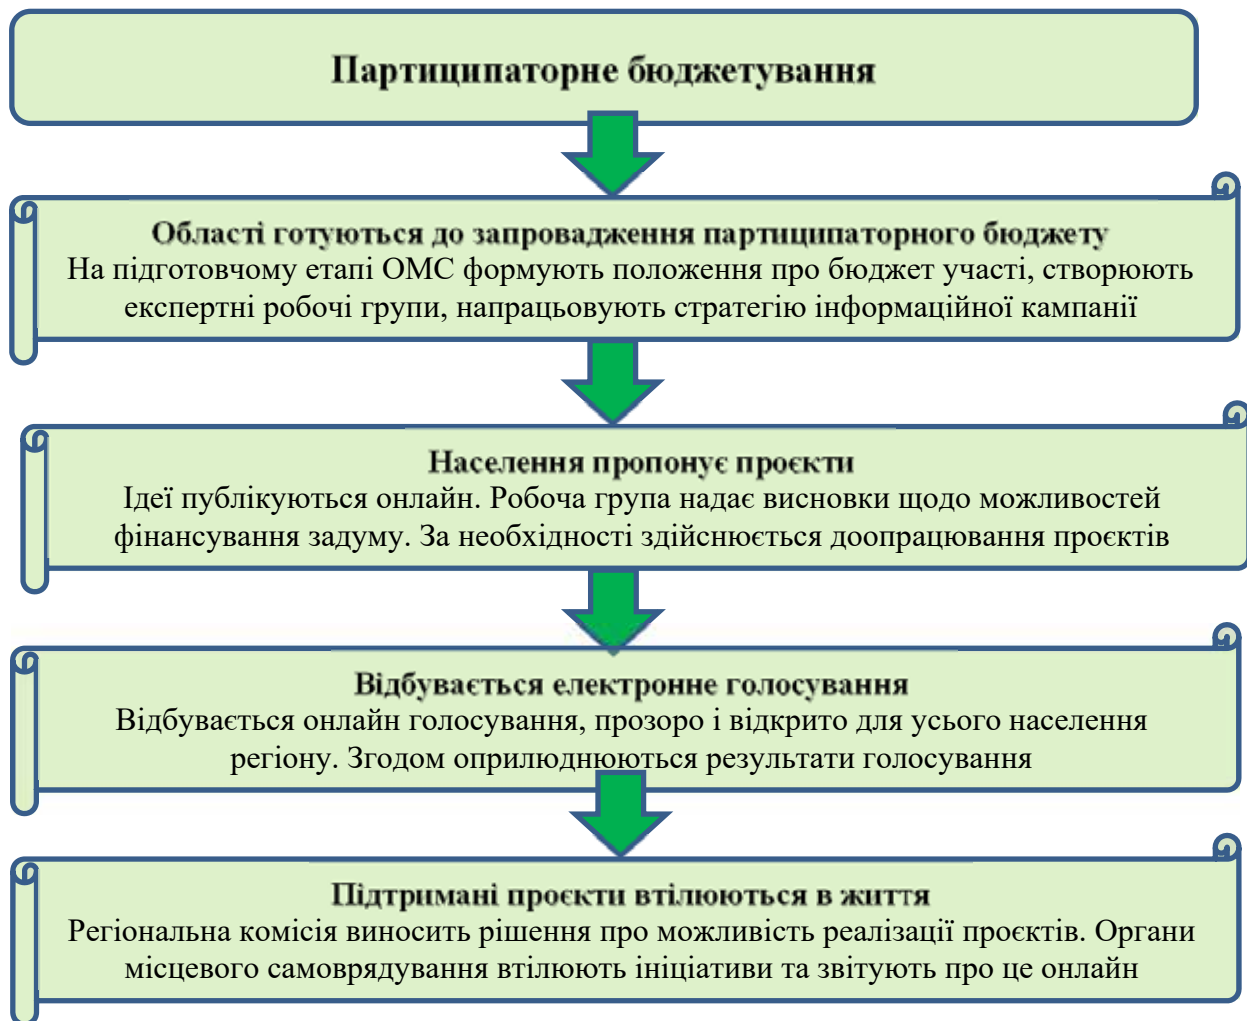 Партиципаторне бюджетування
Області готуються до запровадження партиципаторного бюджету
На підготовчому етапі ОМС формують положення про бюджет участі, створюють
експертні робочі групи, напрацьовують стратегію інформаційної кампанії
Населення пропонує проєкти
Ідеї публікуються онлайн. Робоча група надає висновки щодо можливостей
фінансування задуму. За необхідності здійснюється доопрацювання проєктів
Відбувається електронне голосування
Відбувається онлайн голосування, прозоро і відкрито для усього населення
регіону. Згодом оприлюднюються результати голосування
Підтримані проєкти втілюються в життя
Регіональна комісія виносить рішення про можливість реалізації проєктів. Органи
місцевого самоврядування втілюють ініціативи та звітують про це онлайн